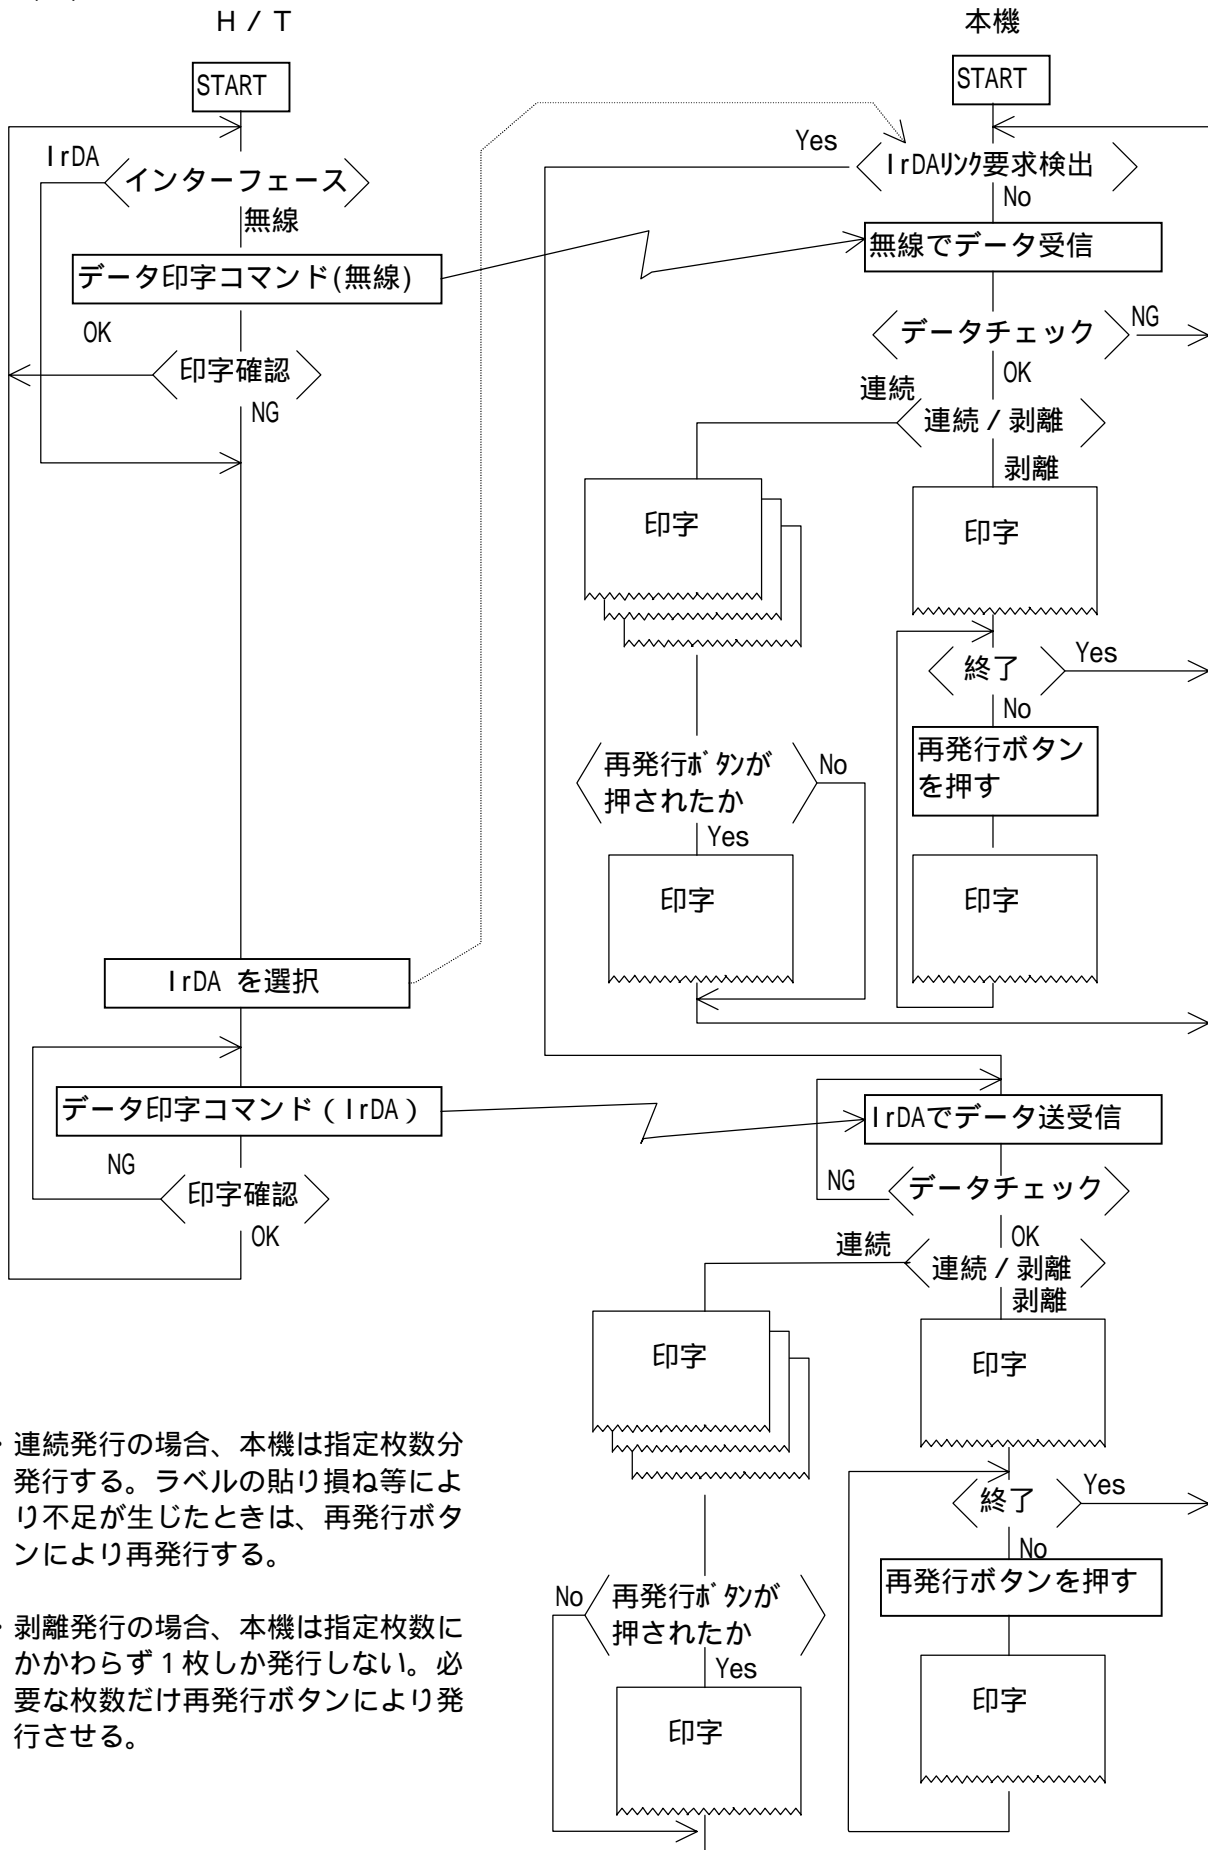 H / T
本機
START
START
IrDA
インターフェース
無線
データ印字コマンド(無線)
OK
印字確認
NG
Yes
IrDAﾘﾝｸ要求検出
No
無線でデータ受信
データチェック
NG
OK
連続
連続 / 剥離
剥離
印字
印字
終了
Yes
No
再発行ﾎﾞﾀﾝが
押されたか
No
Yes
再発行ボタン
を押す
印字
印字
IrDA を選択
データ印字コマンド ( IrDA )
NG
印字確認
OK
IrDAでデータ送受信
NG
データチェック
OK
連続
連続 / 剥離
剥離
印字
印字
終了
Yes
No
再発行ボタンを押す
No
再発行ﾎﾞﾀﾝが
押されたか
Yes
印字
印字
・ 連続発行の場合、本機は指定枚数分
発行する。ラベルの貼り損ね等によ
り不足が生じたときは、再発行ボタ
ンにより再発行する。
・ 剥離発行の場合、本機は指定枚数に
かかわらず1枚しか発行しない。必
要な枚数だけ再発行ボタンにより発
行させる。